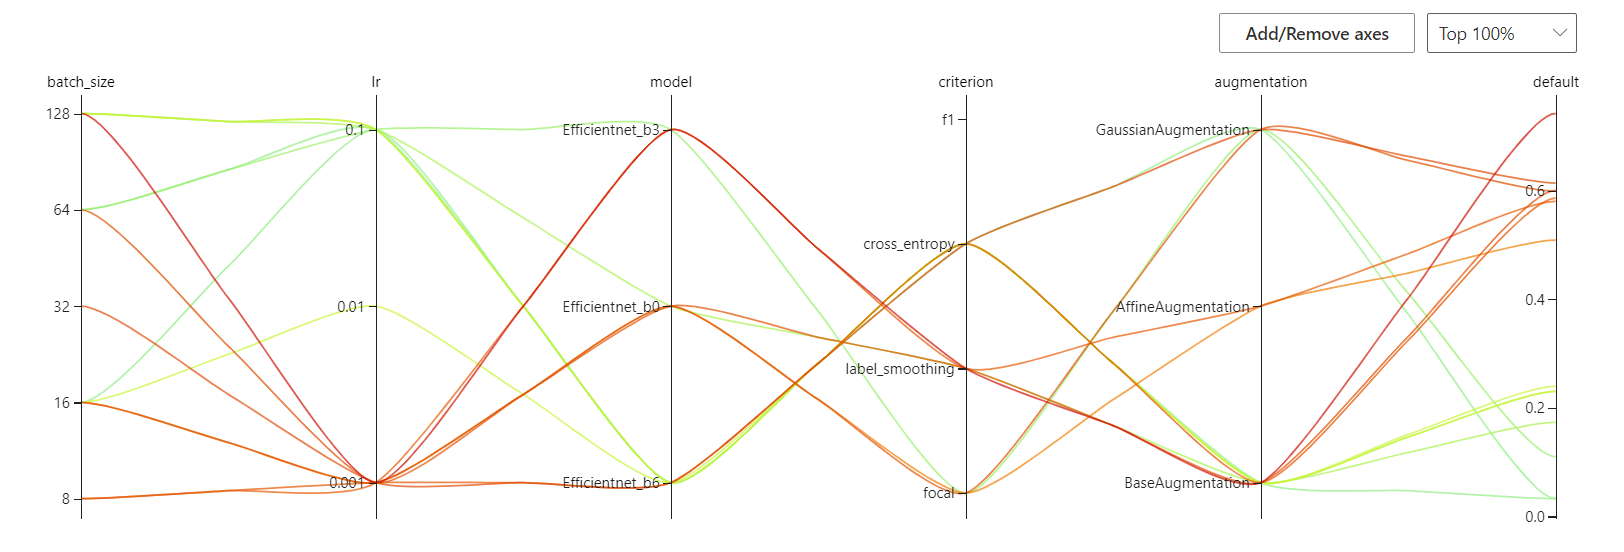 Add/Remove axes
Top 100%
batch_size
lr
model
criterion
augmentation
default
128
64
32
16
8
0.1
0.01
0.001
Efficientnet_b3
Efficientnet_b0
Efficientnet_b6
f1
cross_entropy
label_smoothing
focal
GaussianAugmentation
AffineAugmentation
BaseAugmentation
0.6
0.4
0.2
0.0